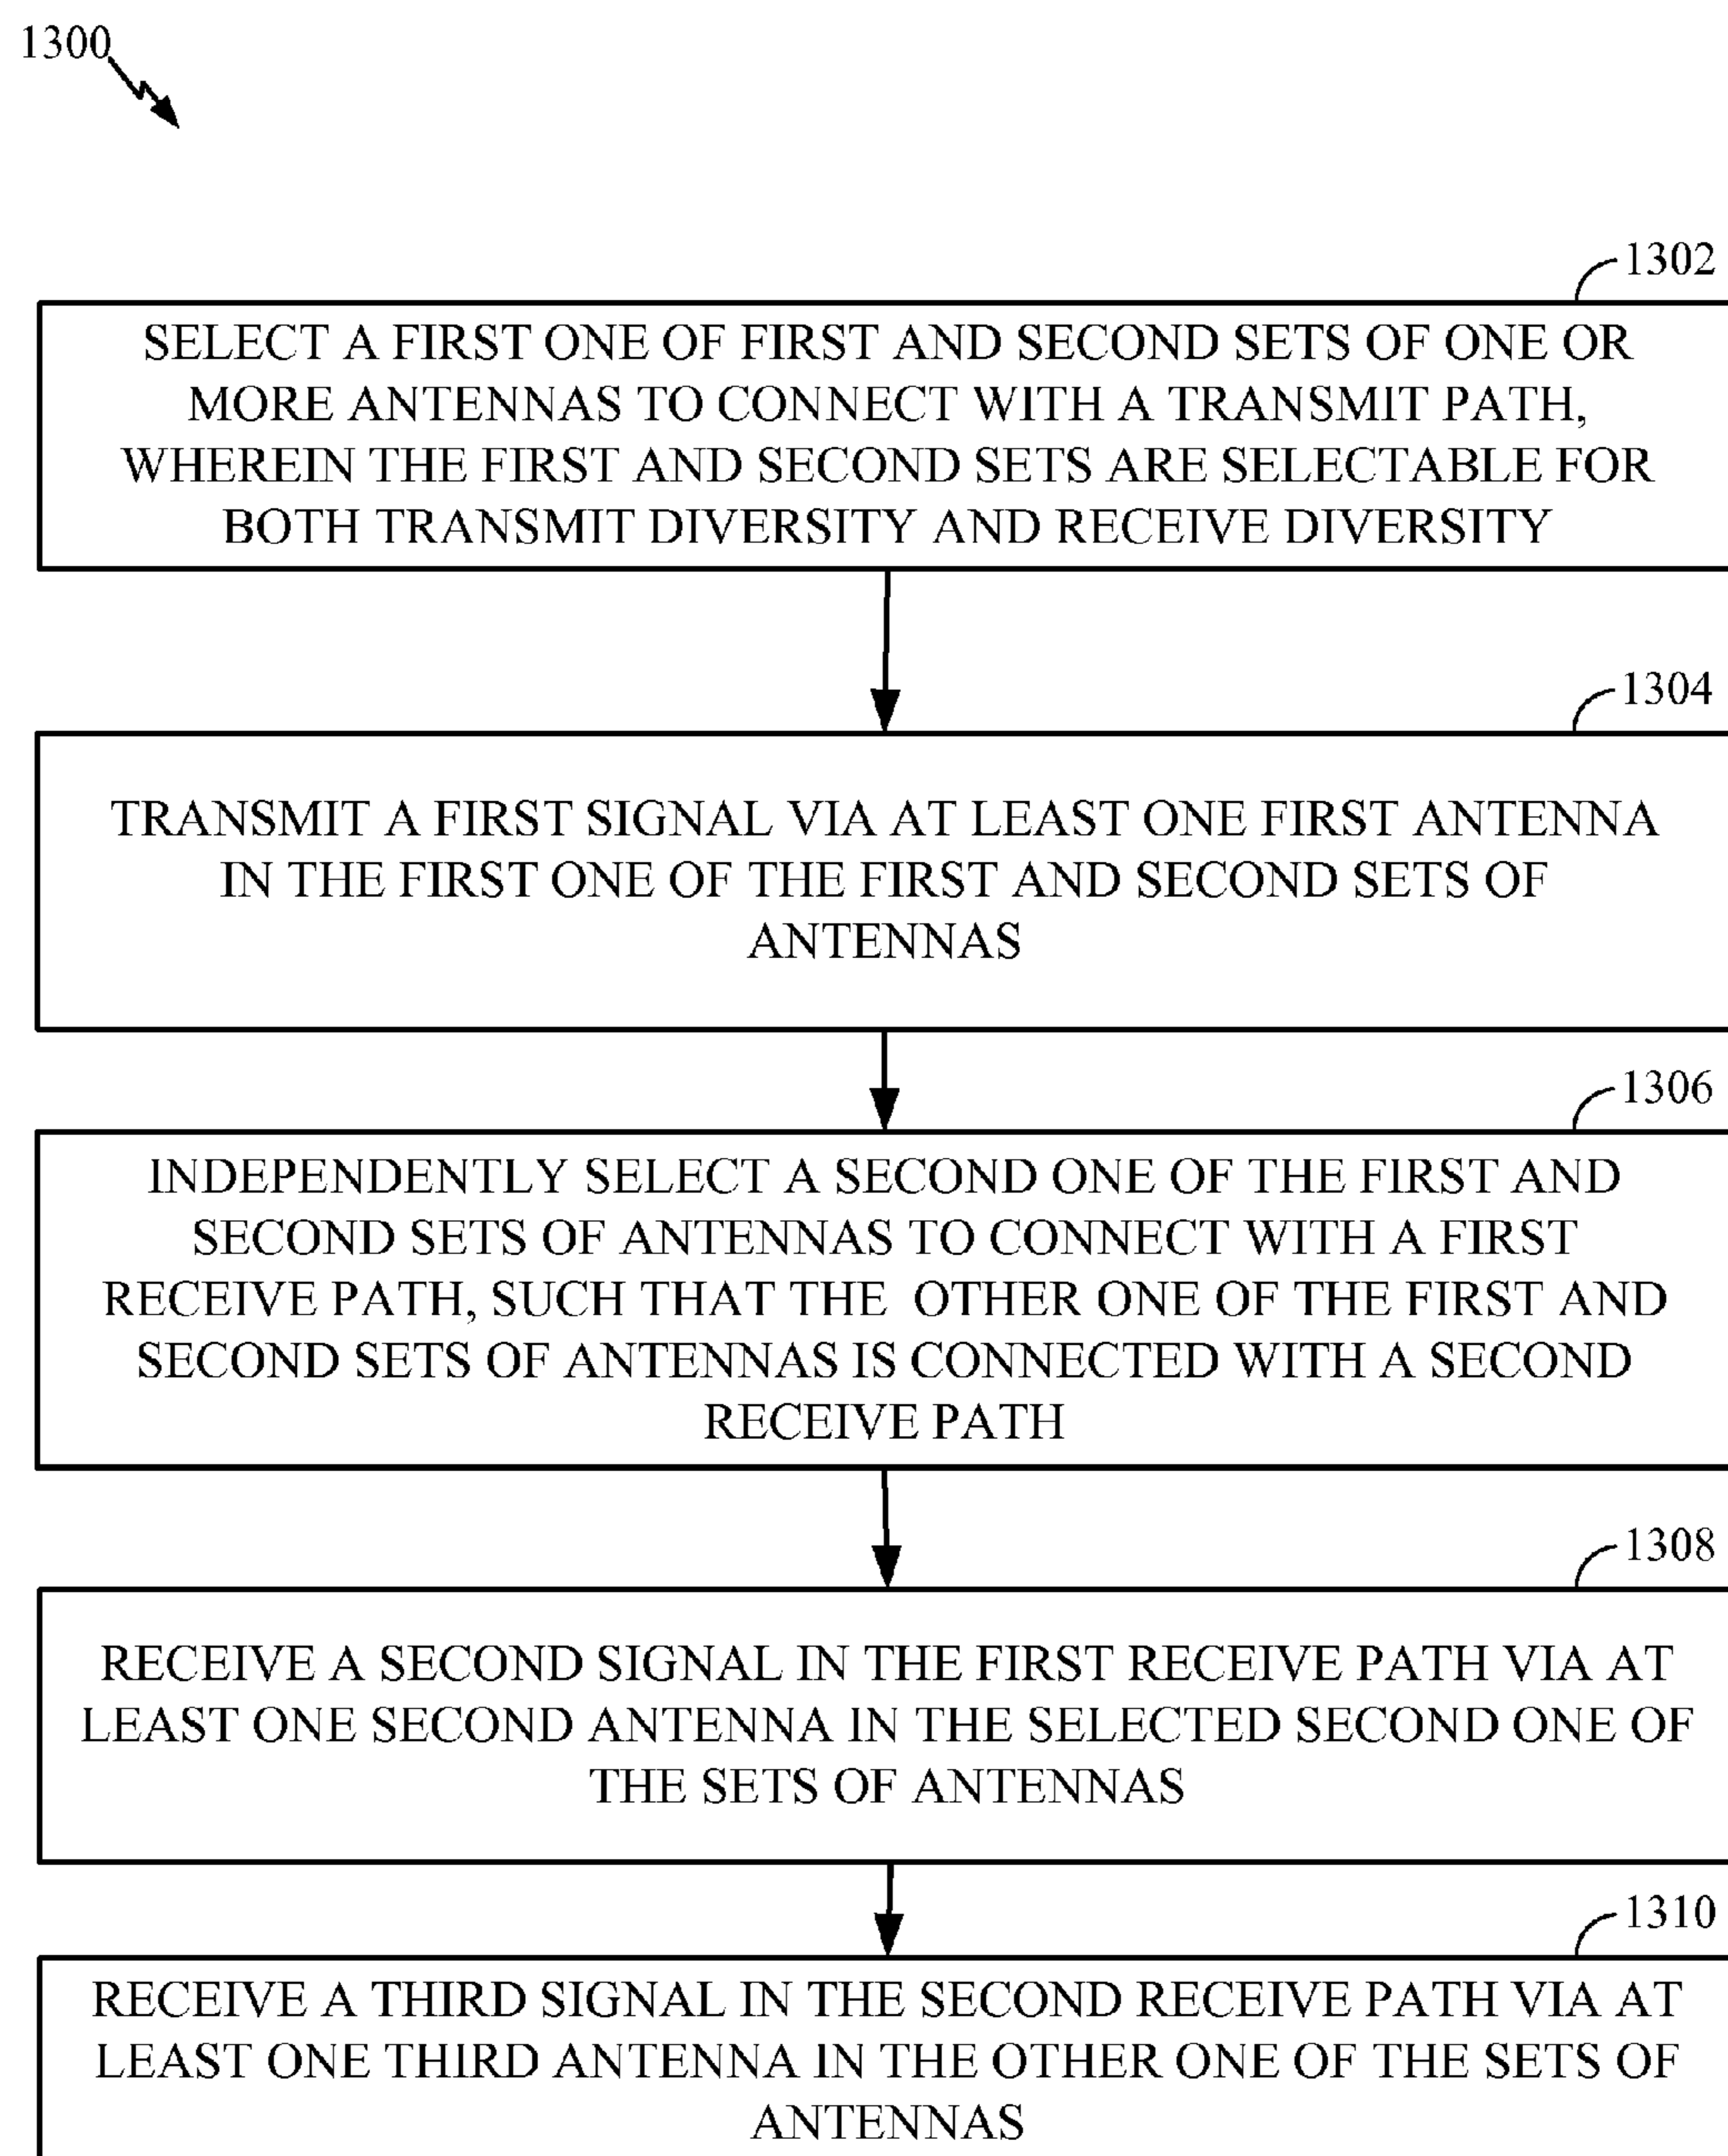 1300
1302
SELECT A FIRST ONE OF FIRST AND SECOND SETS OF ONE OR
MORE ANTENNAS TO CONNECT WITH A TRANSMIT PATH,
WHEREIN THE FIRST AND SECOND SETS ARE SELECTABLE FOR
BOTH TRANSMIT DIVERSITY AND RECEIVE DIVERSITY
1304
TRANSMIT A FIRST SIGNAL VIA AT LEAST ONE FIRST ANTENNA
IN THE FIRST ONE OF THE FIRST AND SECOND SETS OF
ANTENNAS
1306
INDEPENDENTLY SELECT A SECOND ONE OF THE FIRST AND
SECOND SETS OF ANTENNAS TO CONNECT WITH A FIRST
RECEIVE PATH, SUCH THAT THE OTHER ONE OF THE FIRST AND
SECOND SETS OF ANTENNAS IS CONNECTED WITH A SECOND
RECEIVE PATH
1308
RECEIVE A SECOND SIGNAL IN THE FIRST RECEIVE PATH VIA AT
LEAST ONE SECOND ANTENNA IN THE SELECTED SECOND ONE OF
THE SETS OF ANTENNAS
1310
RECEIVE A THIRD SIGNAL IN THE SECOND RECEIVE PATH VIA AT
LEAST ONE THIRD ANTENNA IN THE OTHER ONE OF THE SETS OF
ANTENNAS